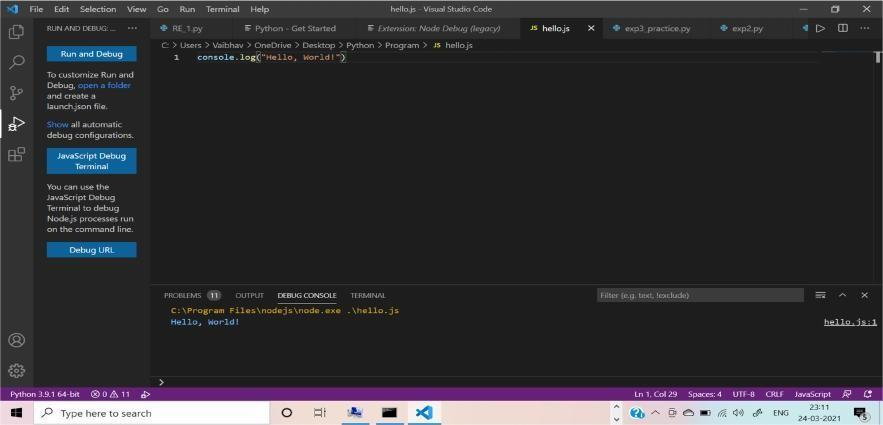 File Edit Selection View Go Run Terminal Help
hello.js - Visual Studio Code
RUN AND DEBUG: ...
RE_1.py
Python - Get Started
Extension: Node Debug (legacy)
JS hello.js
exp3_practice.py
exp2.py
C: > Users > Vaibhav > OneDrive > Desktop > Python > Program > JS hello.js
1 console.log("Hello, World!")
Run and Debug
To customize Run and
Debug, open a folder
and create a
launch.json file.
Show all automatic
debug configurations.
JavaScript Debug
Terminal
You can use the
JavaScript Debug
Terminal to debug
Node.js processes run
on the command line.
Debug URL
PROBLEMS 11 OUTPUT DEBUG CONSOLE TERMINAL
Filter (e.g. text, !exclude)
C:\Program Files\nodejs\node.exe .\hello.js
Hello, World!
hello.js:1
Python 3.9.1 64-bit 0 11
Ln 1, Col 29 Spaces: 4 UTF-8 CRLF JavaScript
Type here to search
ENG
23:11
24-03-2021
5